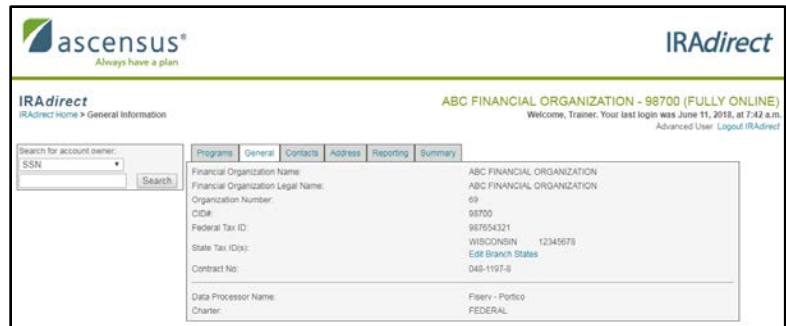 ascensus®
Always have a plan
IRAdirect
IRAdirect
IRAdirect Home > General Information
ABC FINANCIAL ORGANIZATION - 98700 (FULLY ONLINE)
Welcome, Trainer. Your last login was June 11, 2018, at 7:42 a.m.
Advanced User Logout IRAdirect
Search for account owner:
SSN
Search
Programs General Contacts Address Reporting Summary
Financial Organization Name: ABC FINANCIAL ORGANIZATION
Financial Organization Legal Name: ABC FINANCIAL ORGANIZATION
Organization Number: 69
CID#: 98700
Federal Tax ID: 987654321
State Tax ID(s): WISCONSIN 12345678
Edit Branch States
Contract No: 048-1197-8
Data Processor Name: Fiserv - Portico
Charter: FEDERAL